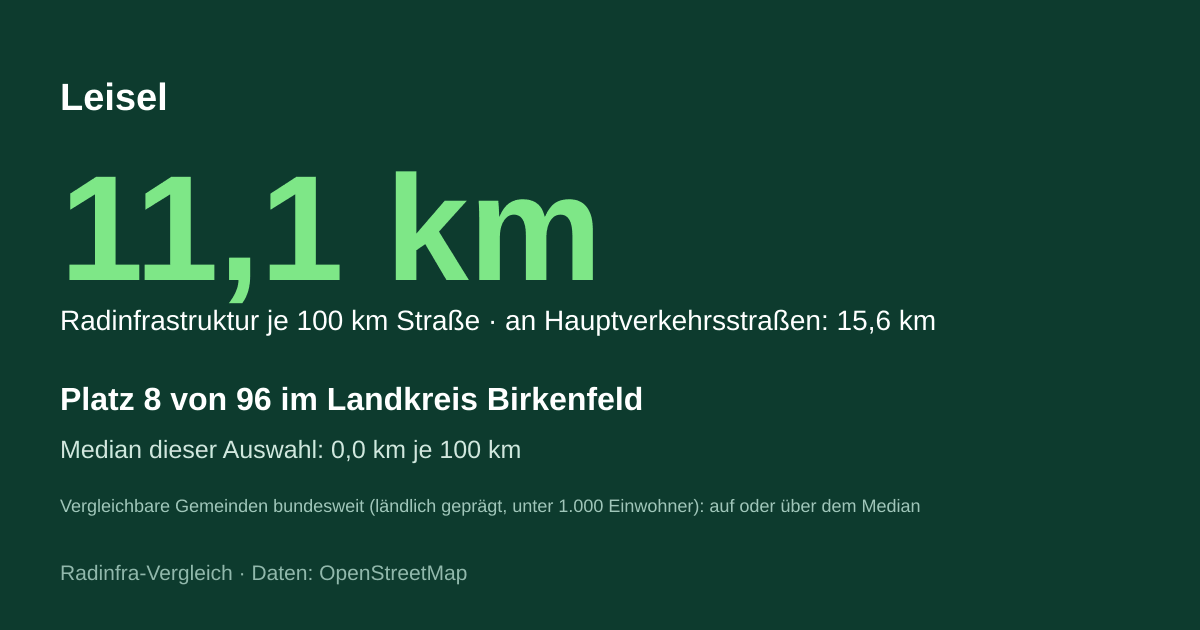 Leisel
11,1 km
Radinfrastruktur je 100 km Straße · an Hauptverkehrsstraßen: 15,6 km
Platz 8 von 96 im Landkreis Birkenfeld
Median dieser Auswahl: 0,0 km je 100 km
Vergleichbare Gemeinden bundesweit (ländlich geprägt, unter 1.000 Einwohner): auf oder über dem Median
Radinfra-Vergleich · Daten: OpenStreetMap